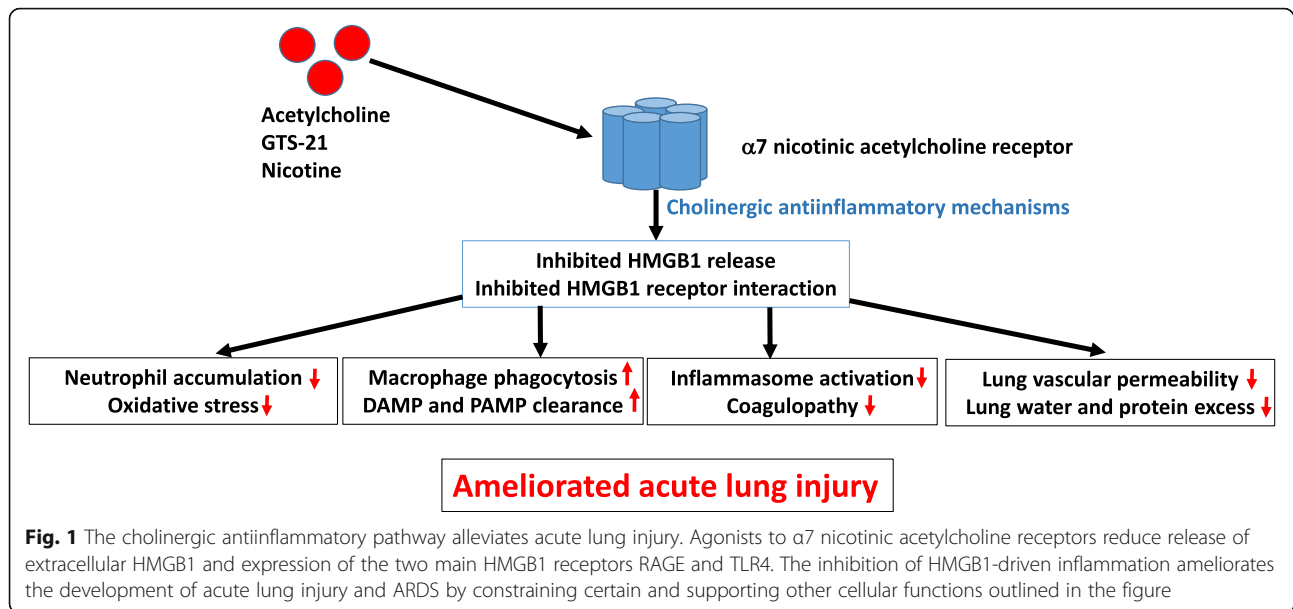 Acetylcholine
GTS-21
Nicotine
α7 nicotinic acetylcholine receptor
Cholinergic antiinflammatory mechanisms
Inhibited HMGB1 release
Inhibited HMGB1 receptor interaction
Neutrophil accumulation
Oxidative stress
Macrophage phagocytosis
DAMP and PAMP clearance
Inflammasome activation
Coagulopathy
Lung vascular permeability
Lung water and protein excess
Ameliorated acute lung injury
Fig. 1 The cholinergic antiinflammatory pathway alleviates acute lung injury. Agonists to α7 nicotinic acetylcholine receptors reduce release of
extracellular HMGB1 and expression of the two main HMGB1 receptors RAGE and TLR4. The inhibition of HMGB1-driven inflammation ameliorates
the development of acute lung injury and ARDS by constraining certain and supporting other cellular functions outlined in the figure